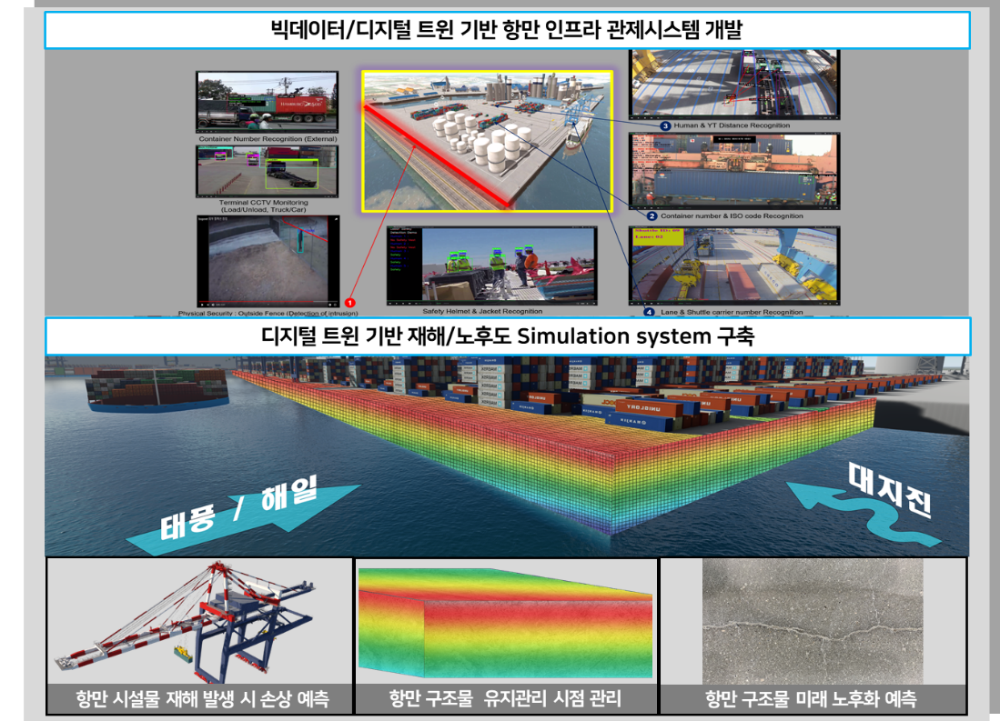 빅데이터/디지털 트윈 기반 항만 인프라 관제시스템 개발
Container Number Recognition (External)
Terminal CCTV Monitoring
(Load/Unload, Truck/Car)
1
Physical Security : Outside Fence (Detection of intrusion)
Safety Helmet & Jacket Recognition
3 Human & YT Distance Recognition
2 Container number & ISO code Recognition
4 Lane & Shuttle carrier number Recognition
디지털 트윈 기반 재해/노후도 Simulation system 구축
태풍 / 해일
대지진
항만 시설물 재해 발생 시 손상 예측
항만 구조물 유지관리 시점 관리
항만 구조물 미래 노후화 예측